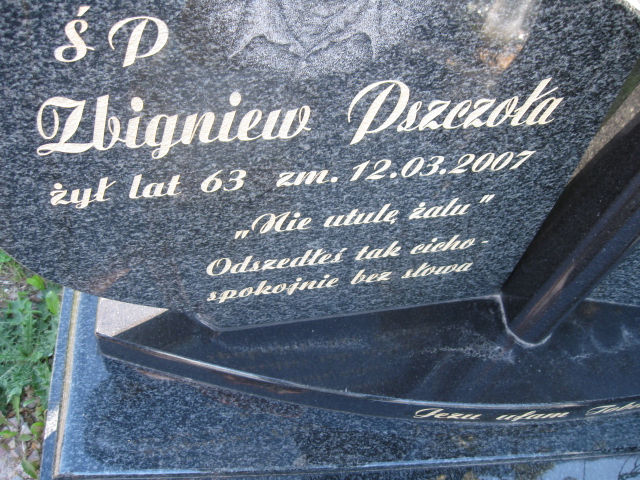 Ś P
Zbigniew Pszczoła
żył lat 63 zm. 12.03.2007
„Nie utulę żalu"
Odszedłeś tak cicho-
spokojnie bez słowa
Jezu ufam Tobie